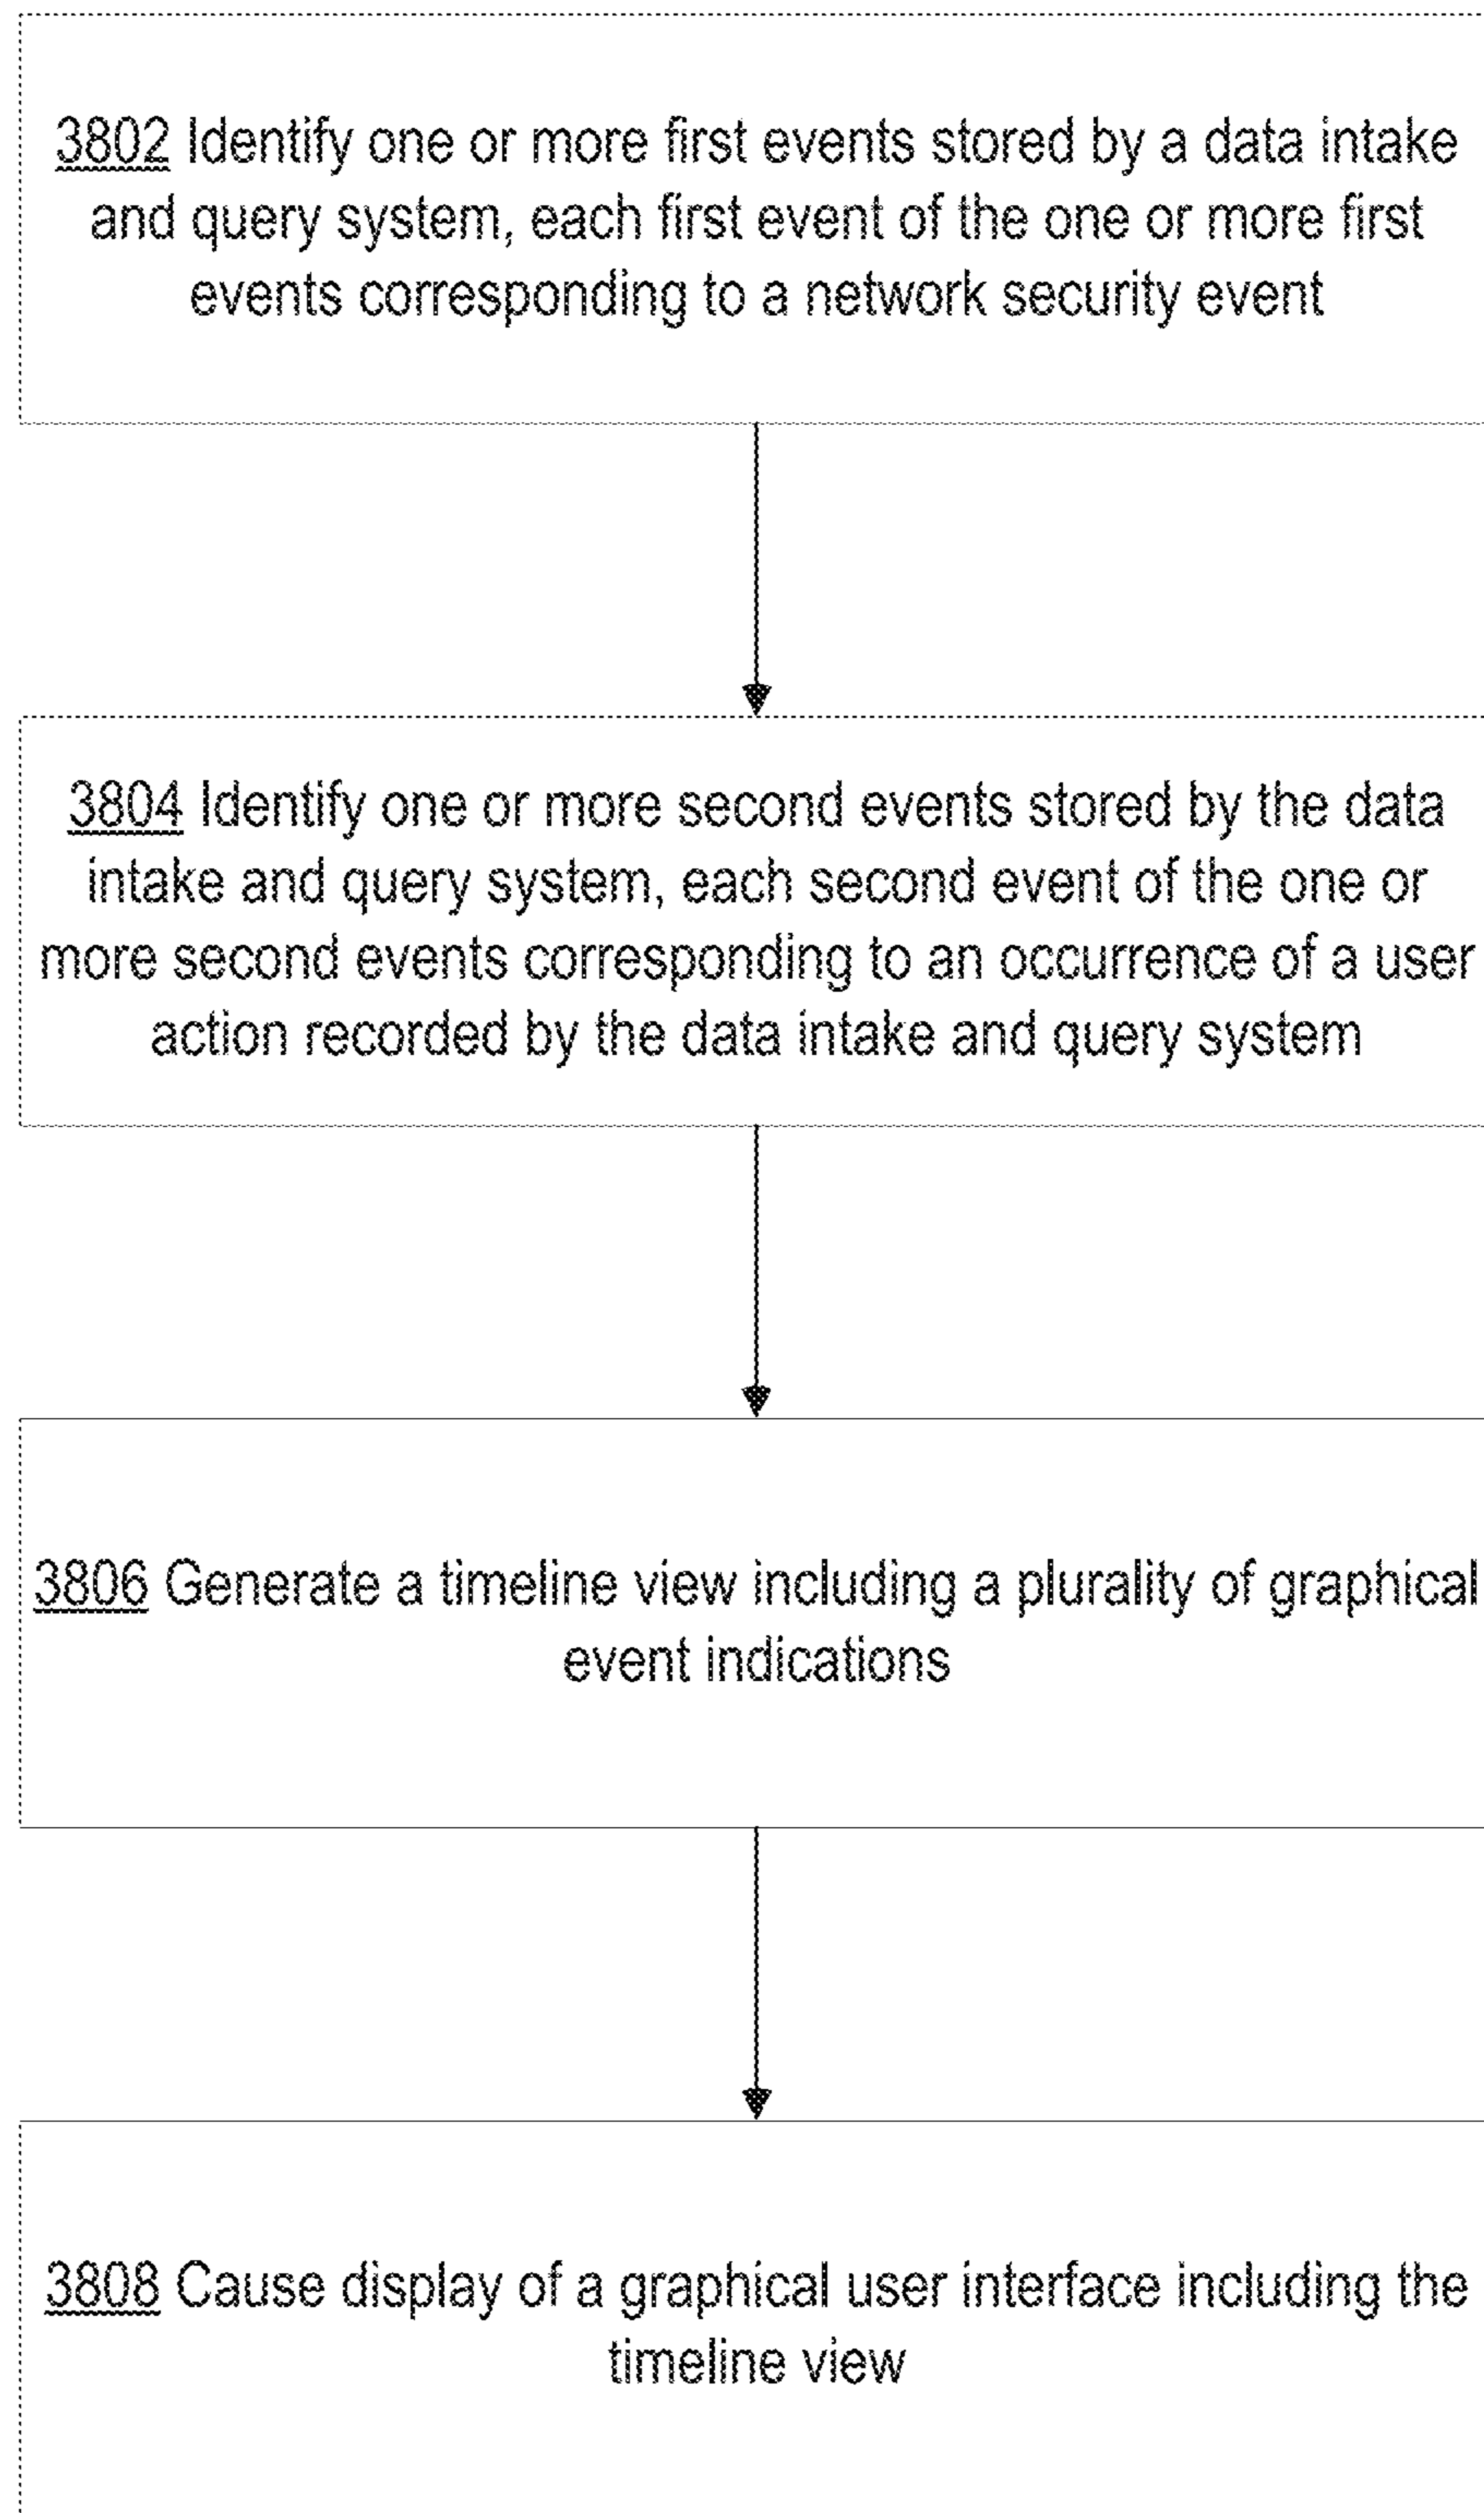 3802 Identify one or more first events stored by a data intake
and query system, each first event of the one or more first
events corresponding to a network security event
3804 Identify one or more second events stored by the data
intake and query system, each second event of the one or
more second events corresponding to an occurrence of a user
action recorded by the data intake and query system
3806 Generate a timeline view including a plurality of graphical
event indications
3808 Cause display of a graphical user interface including the
timeline view